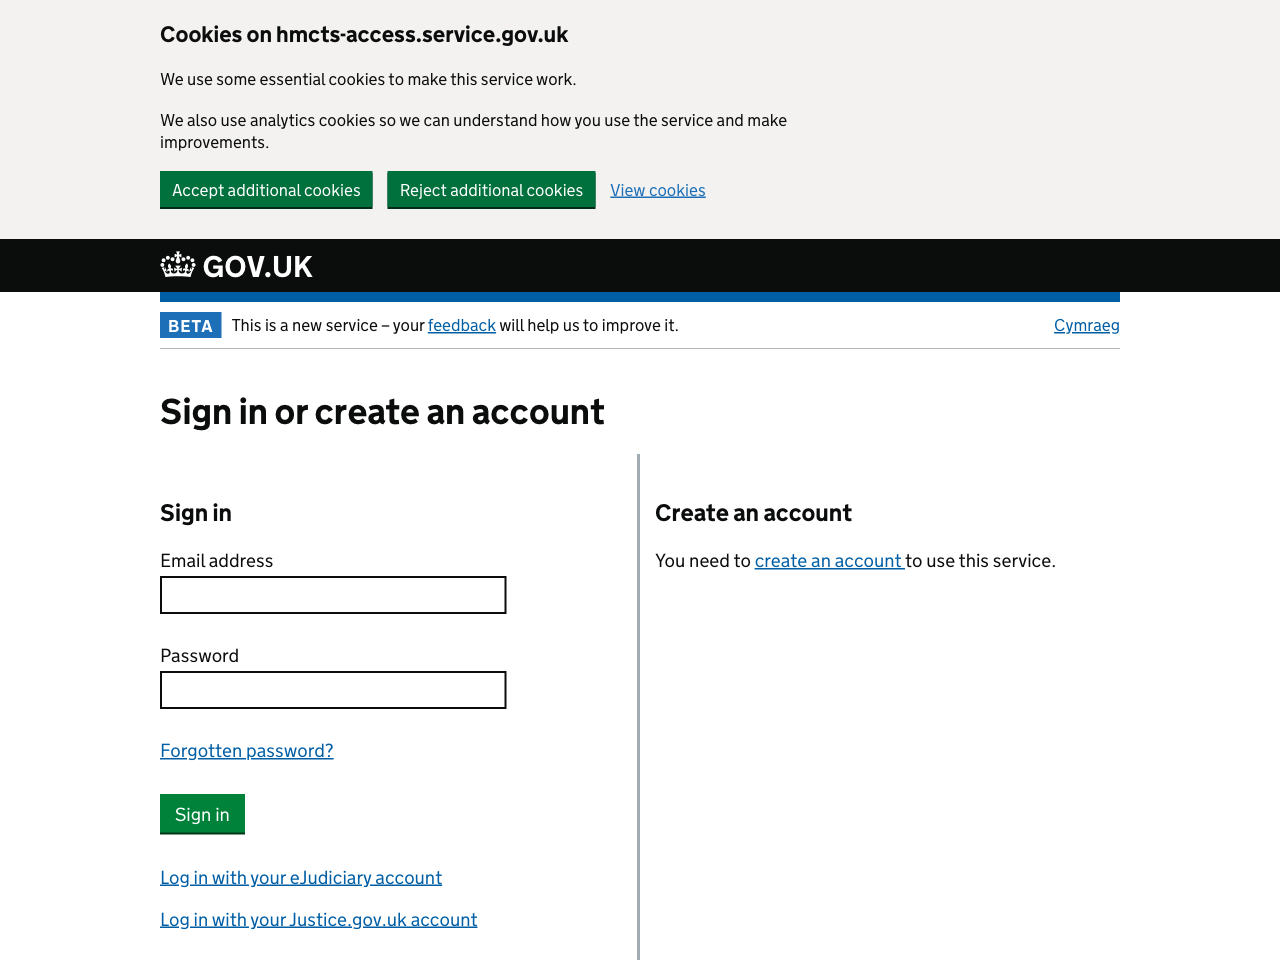 Cookies on hmcts-access.service.gov.uk
We use some essential cookies to make this service work.
We also use analytics cookies so we can understand how you use the service and make
improvements.
Accept additional cookies
Reject additional cookies
View cookies
GOV.UK
BETA
This is a new service – your feedback will help us to improve it.
Cymraeg
Sign in or create an account
Sign in
Email address
Password
Forgotten password?
Sign in
Log in with your eJudiciary account
Log in with your Justice.gov.uk account
Create an account
You need to create an account to use this service.